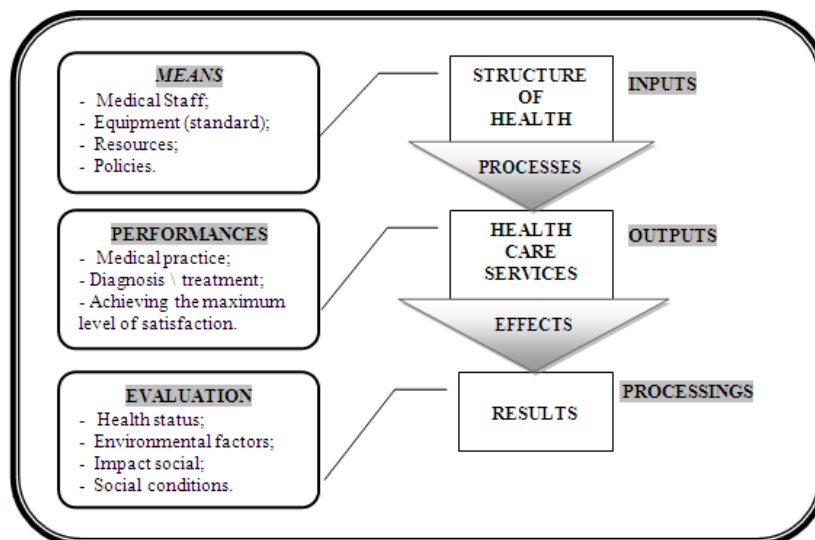 MEANS
- Medical Staff;
- Equipment (standard);
- Resources;
- Policies.
STRUCTURE
OF
HEALTH
INPUTS
PROCESSES
PERFORMANCES
- Medical practice;
- Diagnosis \ treatment;
- Achieving the maximum
level of satisfaction.
HEALTH
CARE
SERVICES
OUTPUTS
EFFECTS
EVALUATION
- Health status;
- Environmental factors;
- Impact social;
- Social conditions.
RESULTS
PROCESSINGS